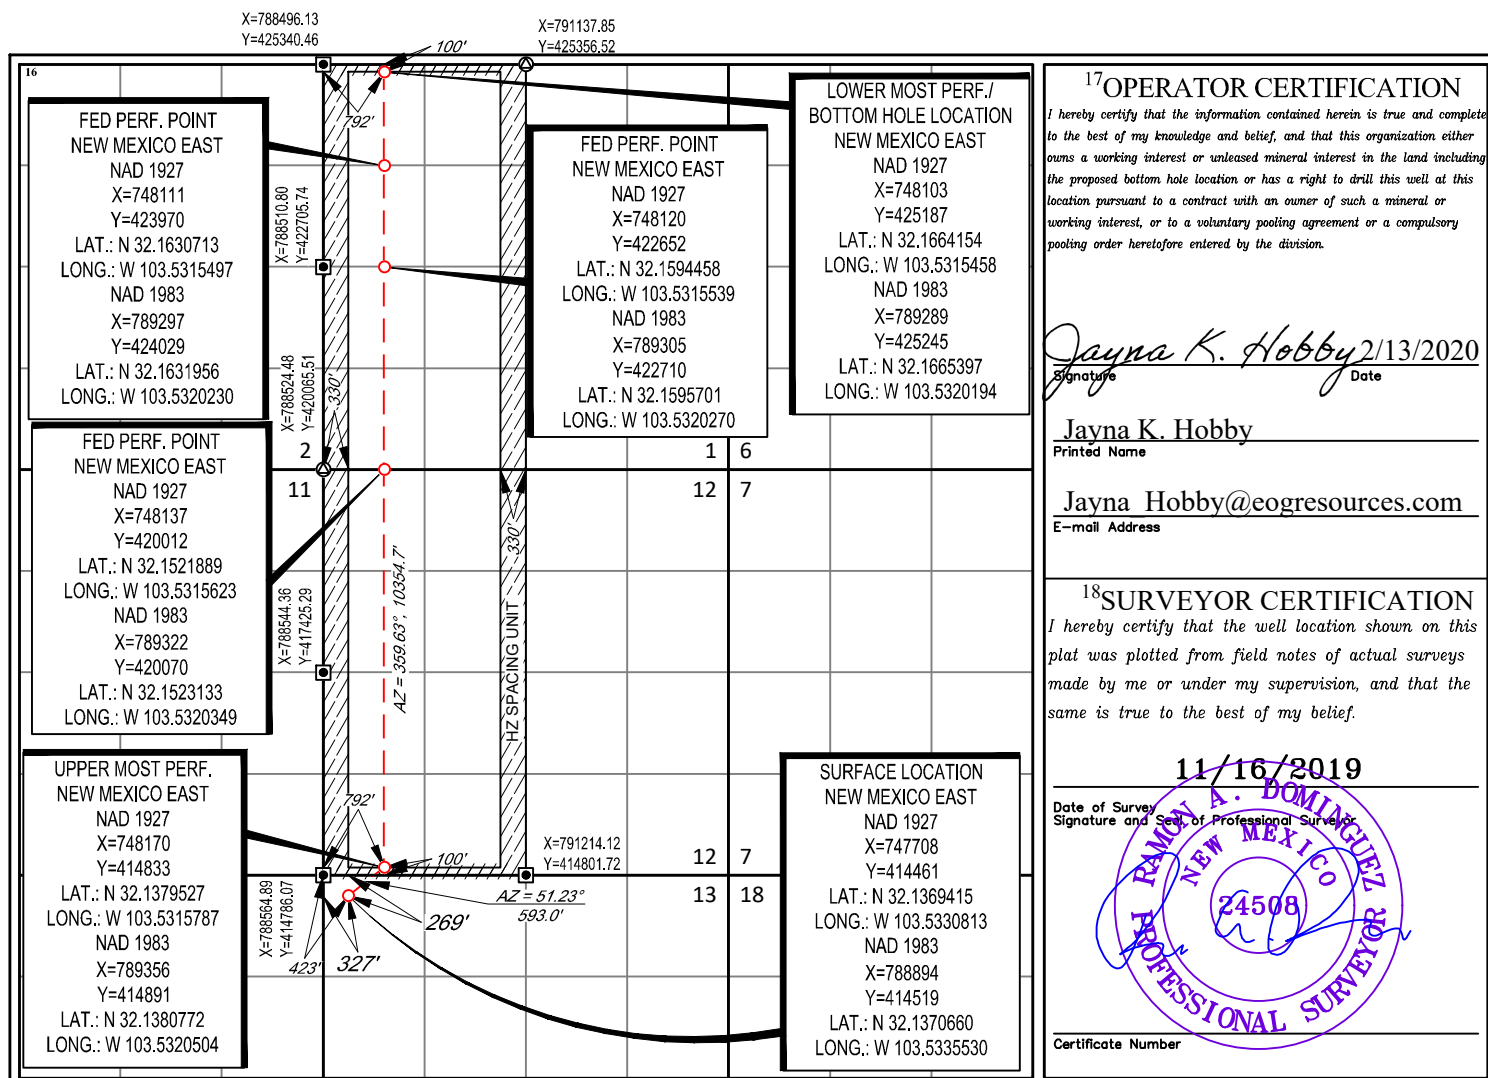 X=788496.13
Y=425340.46
X=791137.85
Y=425356.52
100'
16
792'
FED PERF. POINT
NEW MEXICO EAST
NAD 1927
X=748111
Y=423970
LAT.: N 32.1630713
LONG.: W 103.5315497
NAD 1983
X=789297
Y=424029
LAT.: N 32.1631956
LONG.: W 103.5320230
X=788510.80
Y=422705.74
FED PERF. POINT
NEW MEXICO EAST
NAD 1927
X=748120
Y=422652
LAT.: N 32.1594458
LONG.: W 103.5315539
NAD 1983
X=789305
Y=422710
LAT.: N 32.1595701
LONG.: W 103.5320270
LOWER MOST PERF./
BOTTOM HOLE LOCATION
NEW MEXICO EAST
NAD 1927
X=748103
Y=425187
LAT.: N 32.1664154
LONG.: W 103.5315458
NAD 1983
X=789289
Y=425245
LAT.: N 32.1665397
LONG.: W 103.5320194
X=788524.48
Y=420065.51
330'
2
11
1
6
12
7
330'
FED PERF. POINT
NEW MEXICO EAST
NAD 1927
X=748137
Y=420012
LAT.: N 32.1521889
LONG.: W 103.5315623
NAD 1983
X=789322
Y=420070
LAT.: N 32.1523133
LONG.: W 103.5320349
X=788544.36
Y=417425.29
AZ = 359.63°, 10354.7'
HZ SPACING UNIT
UPPER MOST PERF.
NEW MEXICO EAST
NAD 1927
X=748170
Y=414833
LAT.: N 32.1379527
LONG.: W 103.5315787
NAD 1983
X=789356
Y=414891
LAT.: N 32.1380772
LONG.: W 103.5320504
792'
100'
X=791214.12
Y=414801.72
12
7
13
18
X=788564.89
Y=414786.07
AZ = 51.23°
593.0'
269'
423'
327'
SURFACE LOCATION
NEW MEXICO EAST
NAD 1927
X=747708
Y=414461
LAT.: N 32.1369415
LONG.: W 103.5330813
NAD 1983
X=788894
Y=414519
LAT.: N 32.1370660
LONG.: W 103.5335530
17OPERATOR CERTIFICATION
I hereby certify that the information contained herein is true and complete
to the best of my knowledge and belief, and that this organization either
owns a working interest or unleased mineral interest in the land including
the proposed bottom hole location or has a right to drill this well at this
location pursuant to a contract with an owner of such a mineral or
working interest, or to a voluntary pooling agreement or a compulsory
pooling order heretofore entered by the division.
Jayna K. Hobby 2/13/2020
Signature Date
Jayna K. Hobby
Printed Name
Jayna_Hobby@eogresources.com
E-mail Address
18SURVEYOR CERTIFICATION
I hereby certify that the well location shown on this
plat was plotted from field notes of actual surveys
made by me or under my supervision, and that the
same is true to the best of my belief.
11/16/2019
Date of Survey
Signature and Seal of Professional Surveyor
RAMON A. DOMINGUEZ
NEW MEXICO
24508
PROFESSIONAL SURVEYOR
Certificate Number